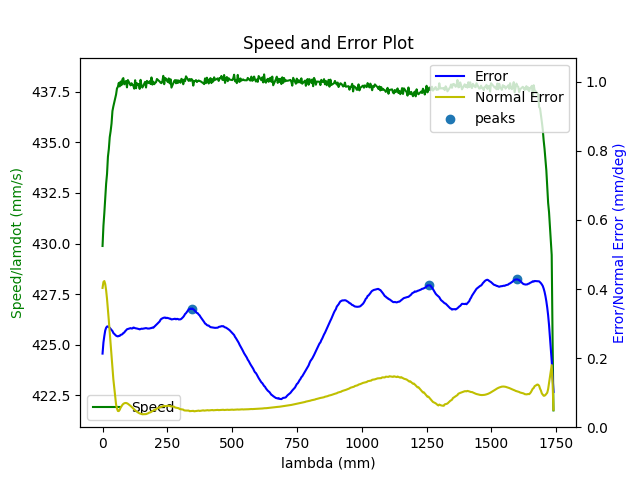 Speed and Error Plot
Speed/lamdot (mm/s)
437.5
435.0
432.5
430.0
427.5
425.0
422.5
Error
Normal Error
peaks
Speed
1.0
0.8
0.6
0.4
0.2
0.0
Error/Normal Error (mm/deg)
0 250 500 750 1000 1250 1500 1750
lambda (mm)